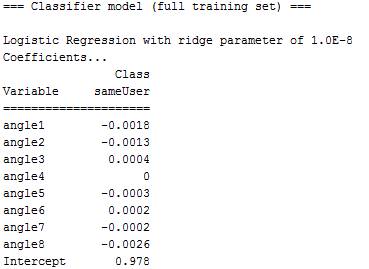 === Classifier model (full training set) ===
Logistic Regression with ridge parameter of 1.0E-8
Coefficients...
Class
Variable sameUser
=====================
angle1 -0.0018
angle2 -0.0013
angle3 0.0004
angle4 0
angle5 -0.0003
angle6 0.0002
angle7 -0.0002
angle8 -0.0026
Intercept 0.978